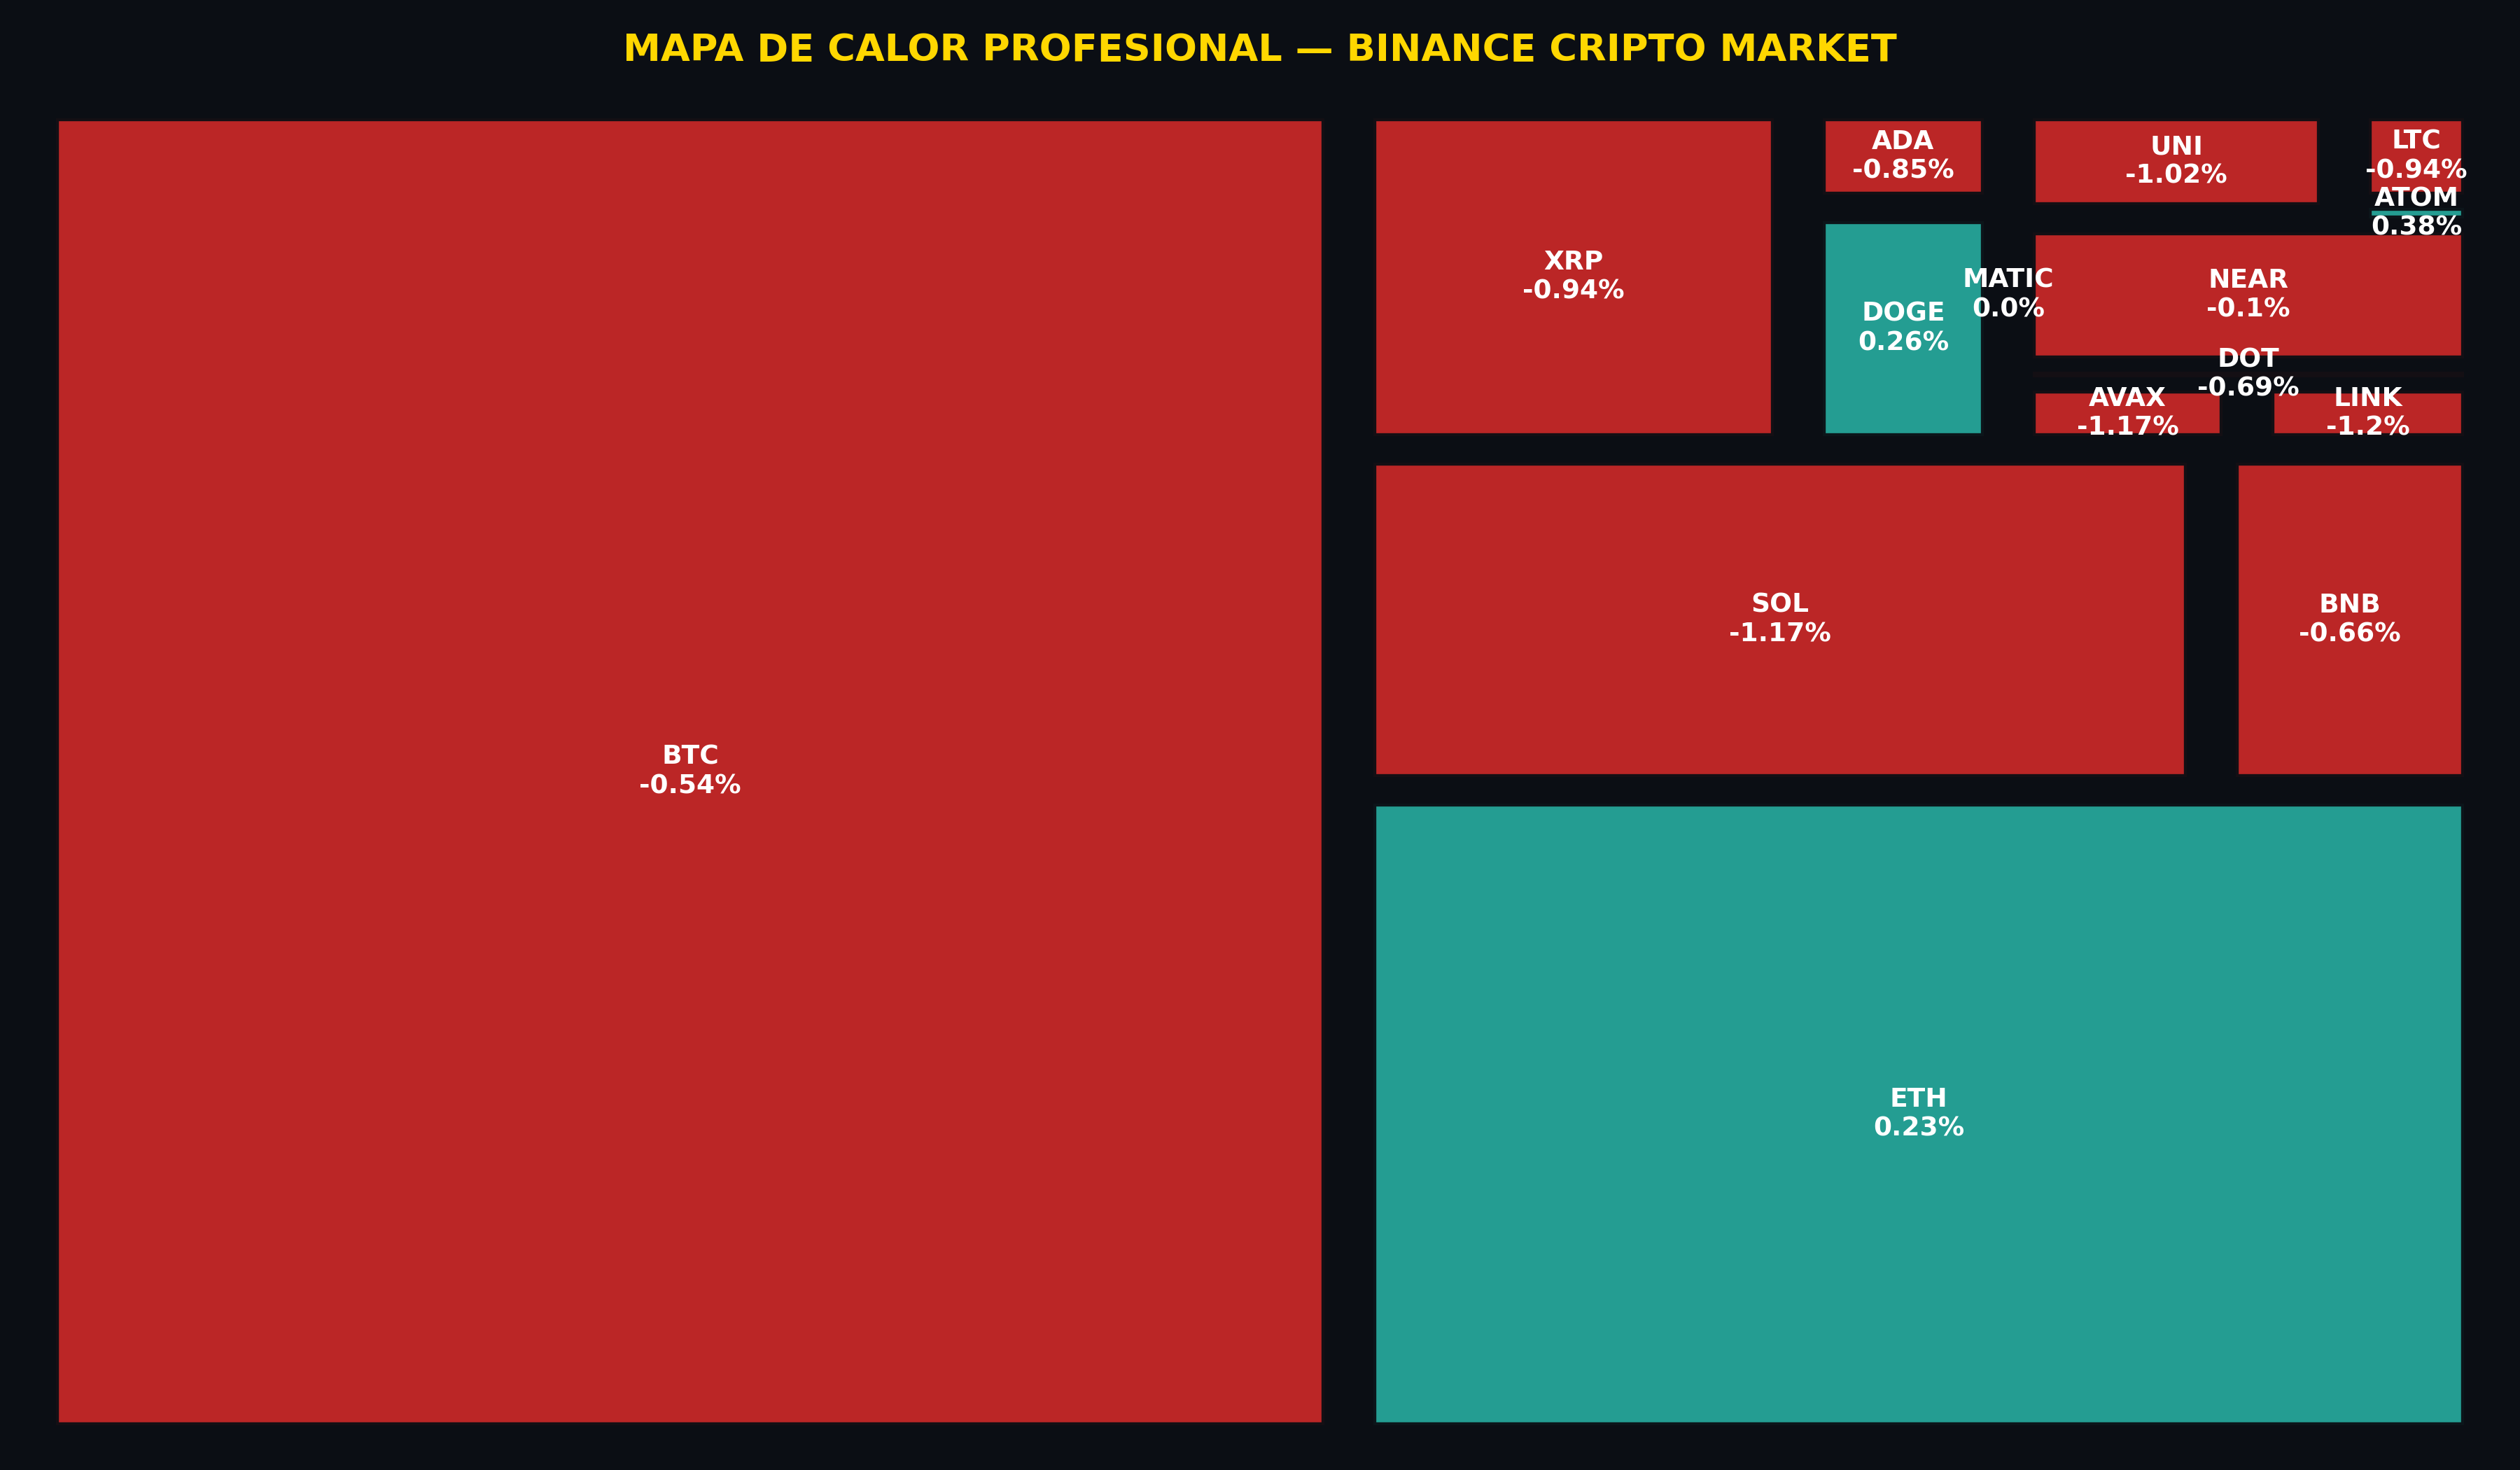 MAPA DE CALOR PROFESIONAL — BINANCE CRIPTO MARKET
BTC
-0.54%
XRP
-0.94%
ADA
-0.85%
UNI
-1.02%
LTC
-0.94%
ATOM
0.38%
DOGE
0.26%
MATIC
0.0%
NEAR
-0.1%
DOT
-0.69%
AVAX
-1.17%
LINK
-1.2%
SOL
-1.17%
BNB
-0.66%
ETH
0.23%